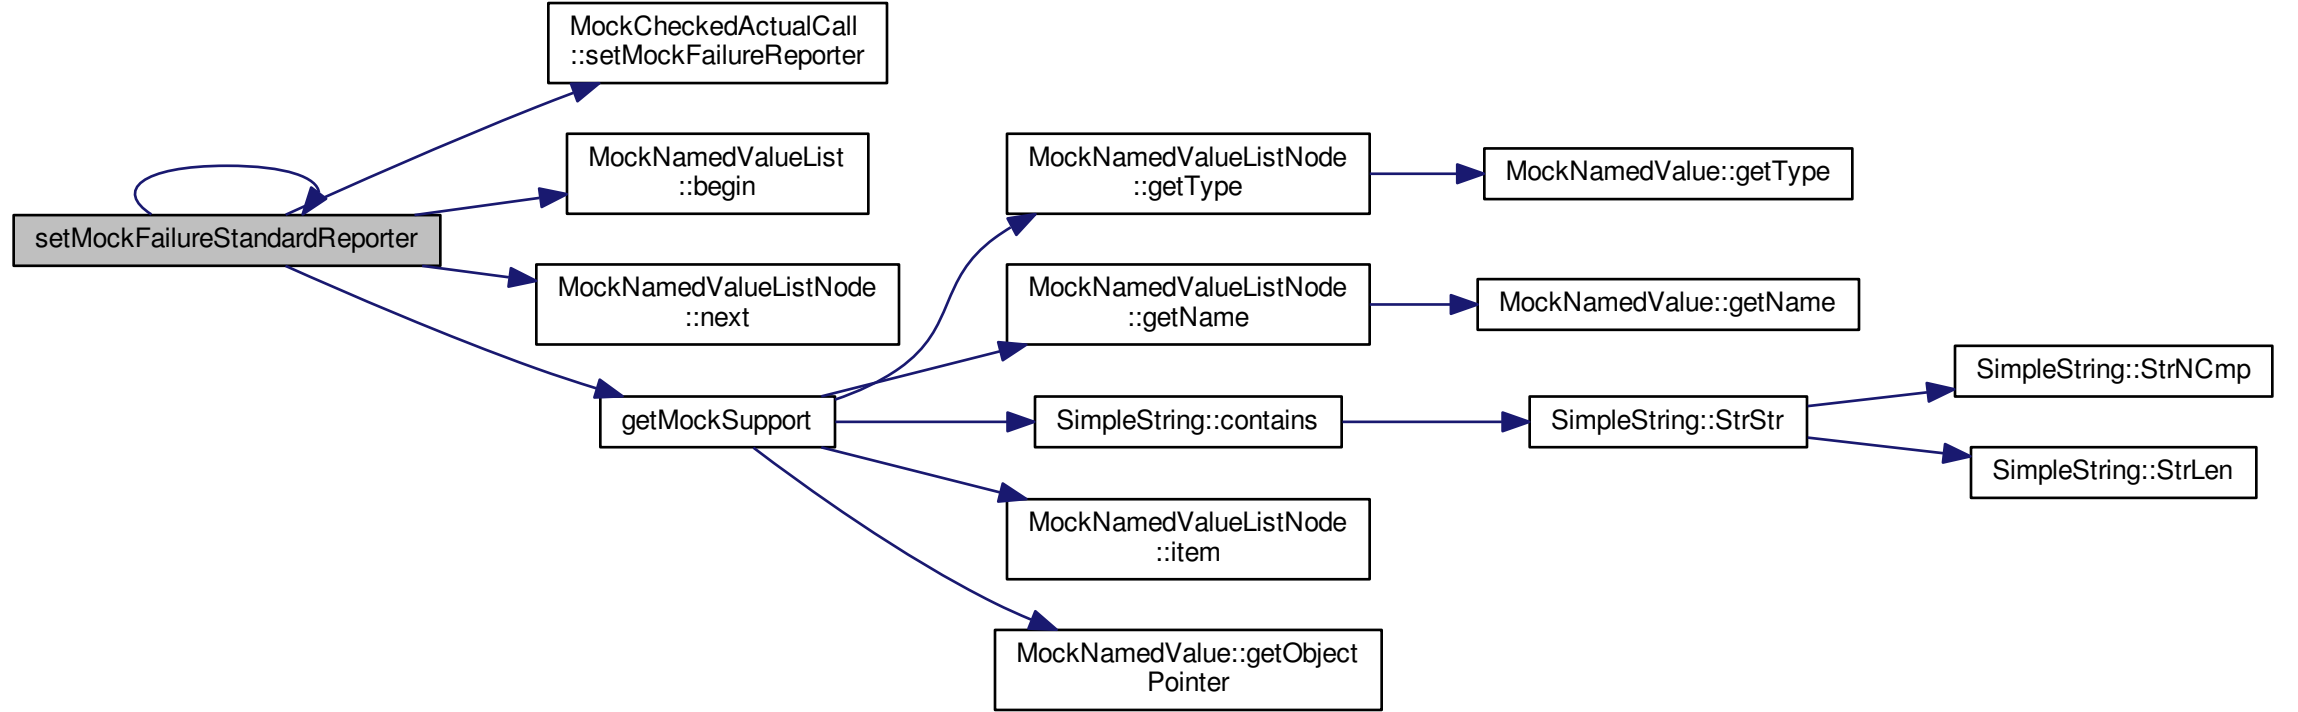 MockCheckedActualCall
::setMockFailureReporter
MockNamedValueList
::begin
setMockFailureStandardReporter
MockNamedValueListNode
::next
getMockSupport
MockNamedValueListNode
::getType
MockNamedValueListNode
::getName
SimpleString::contains
MockNamedValueListNode
::item
MockNamedValue::getObject
Pointer
MockNamedValue::getType
MockNamedValue::getName
SimpleString::StrStr
SimpleString::StrNCmp
SimpleString::StrLen